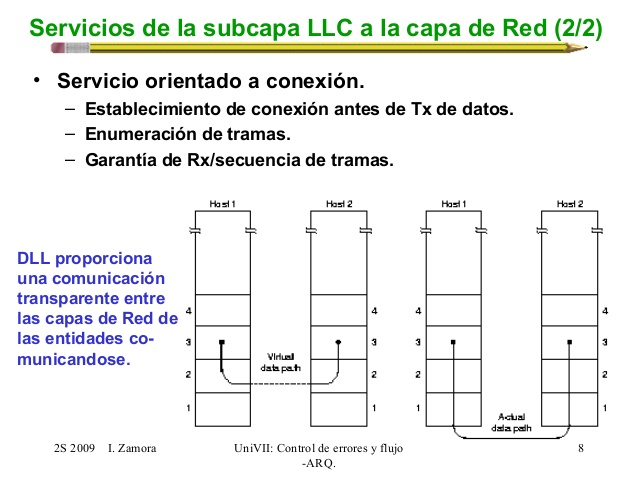 Servicios de la subcapa LLC a la capa de Red (2/2)
• Servicio orientado a conexión.
– Establecimiento de conexión antes de Tx de datos.
– Enumeración de tramas.
– Garantía de Rx/secuencia de tramas.
DLL proporciona
una comunicación
transparente entre
las capas de Red de
las entidades co-
municandose.
Host 1
Host 2
4
4
3
3
2
2
1
1
Virtual
data path
Host 1
Host 2
4
4
3
3
2
2
1
1
Actual
data path
2S 2009 I. Zamora
UniVII: Control de errores y flujo
-ARQ.
8